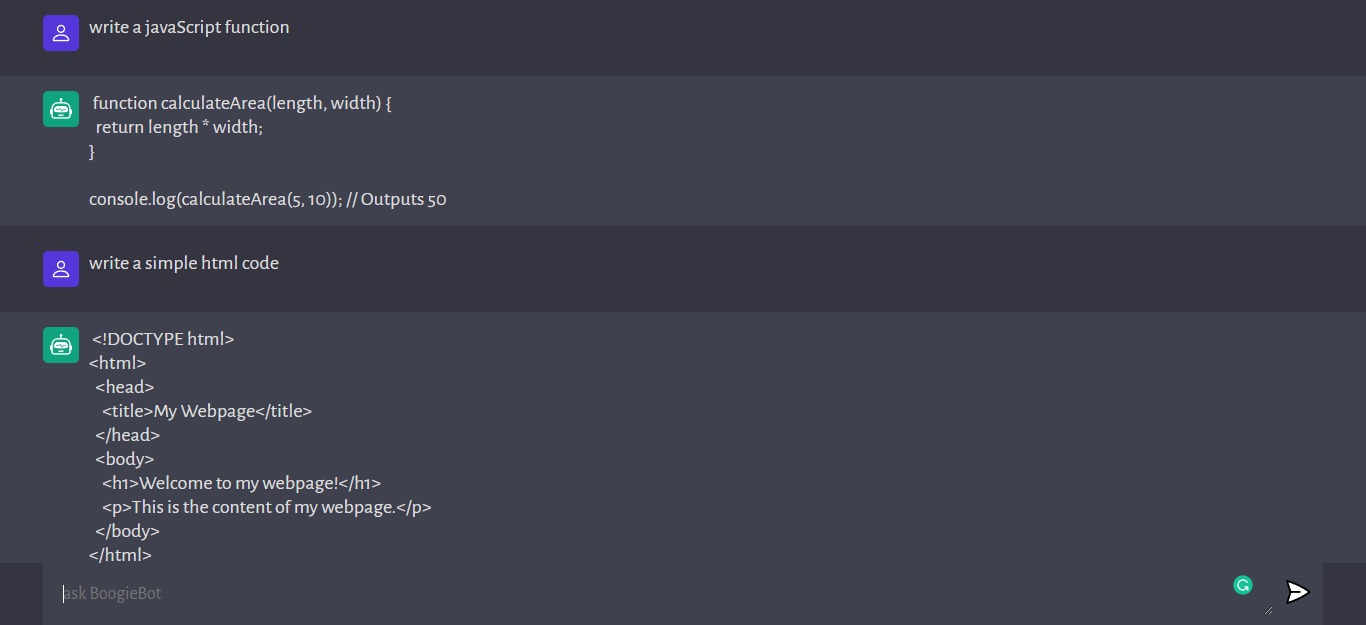 write a javaScript function
function calculateArea(length, width) {
  return length * width;
}
console.log(calculateArea(5, 10)); // Outputs 50
write a simple html code
<!DOCTYPE html>
<html>
  <head>
    <title>My Webpage</title>
  </head>
  <body>
    <h1>Welcome to my webpage!</h1>
    <p>This is the content of my webpage.</p>
  </body>
</html>
ask BoogieBot